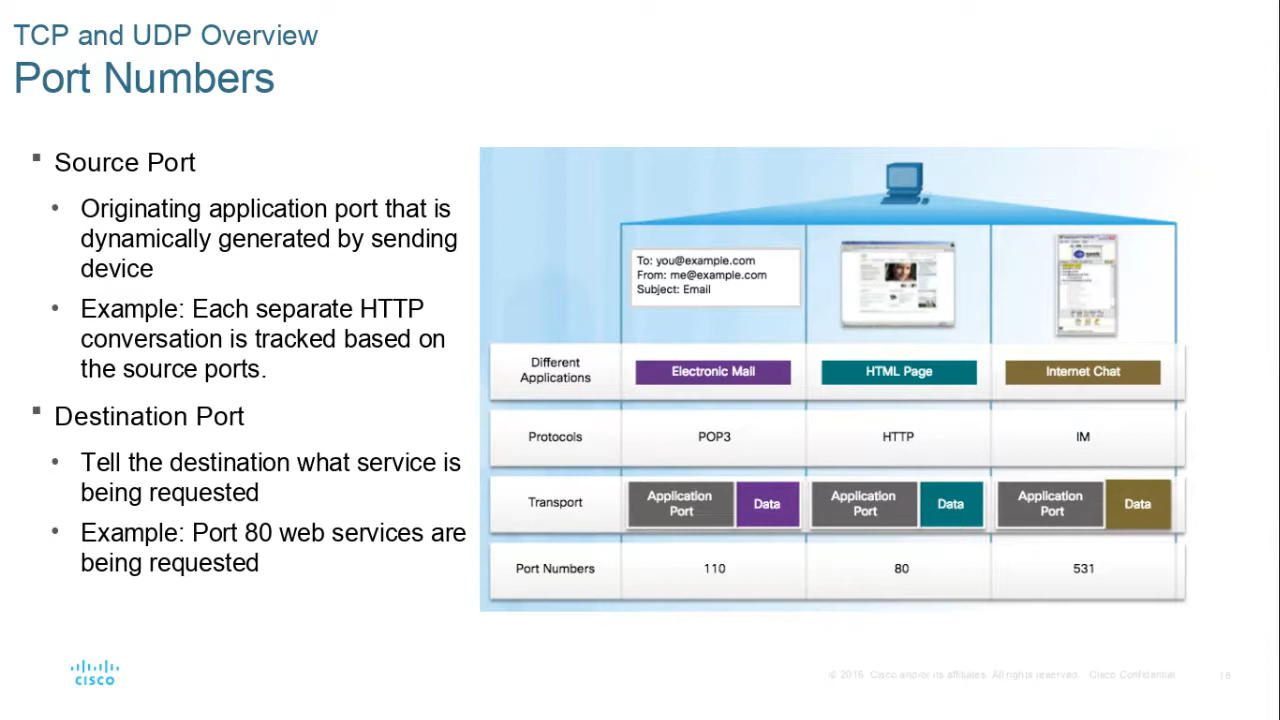 TCP and UDP Overview
Port Numbers
Source Port
Originating application port that is
dynamically generated by sending
device
Example: Each separate HTTP
conversation is tracked based on
the source ports.
Destination Port
Tell the destination what service is
being requested
Example: Port 80 web services are
being requested
To: you@example.com
From: me@example.com
Subject: Email
Different
Applications
Electronic Mail
HTML Page
Internet Chat
Protocols
POP3
HTTP
IM
Transport
Application
Port
Data
Application
Port
Data
Application
Port
Data
Port Numbers
110
80
531
CISCO
© 2016 Cisco and/or its affiliates. All rights reserved. Cisco Confidential